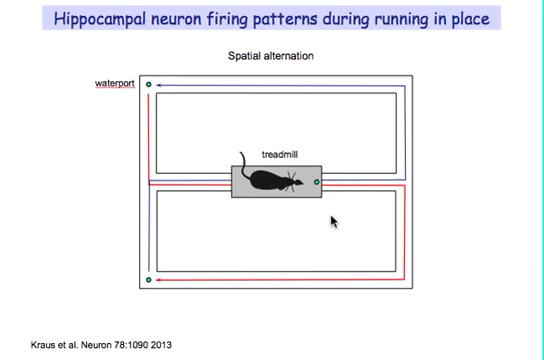 Hippocampal neuron firing patterns during running in place
Spatial alternation
waterport
treadmill
Kraus et al. Neuron 78:1090 2013